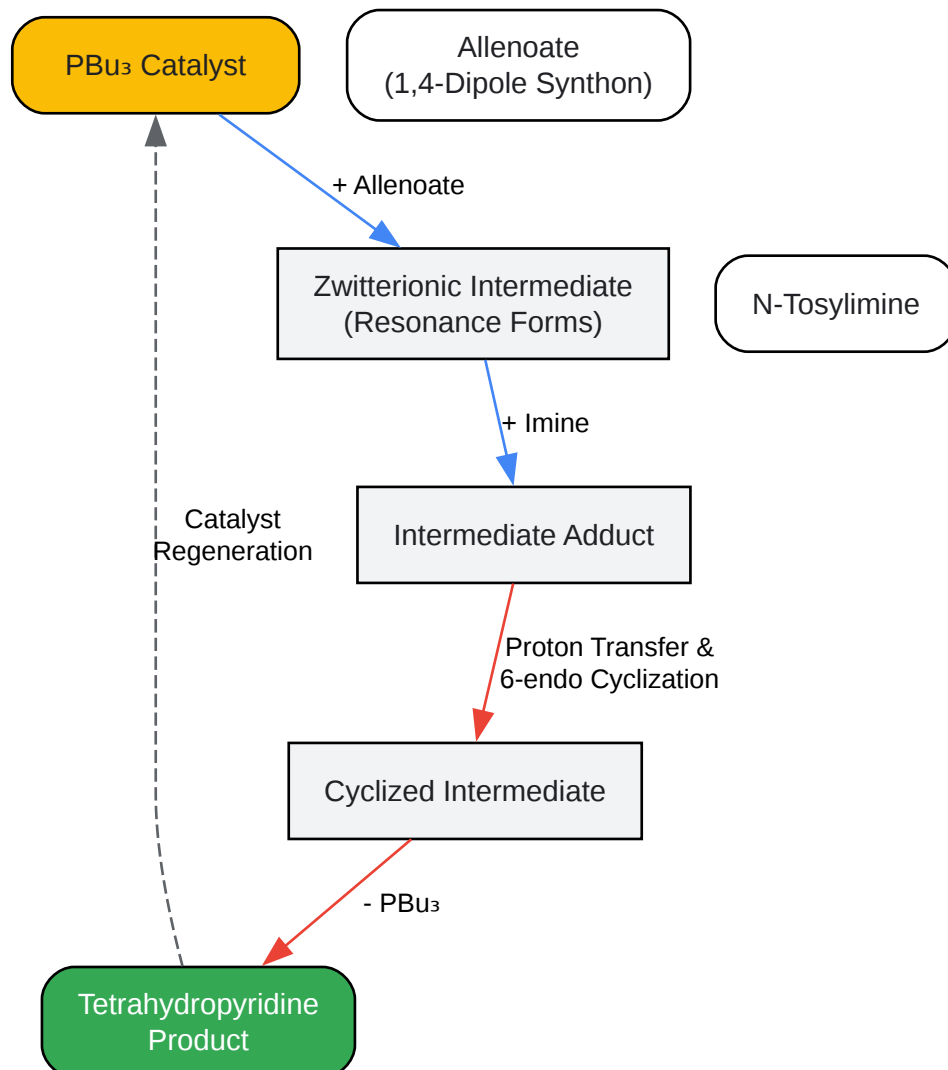 PBu₃ Catalyst
Allenoate
(1,4-Dipole Synthon)
+ Allenoate
Zwitterionic Intermediate
(Resonance Forms)
N-Tosylimine
+ Imine
Catalyst
Regeneration
Intermediate Adduct
Proton Transfer &
6-endo Cyclization
Cyclized Intermediate
- PBu₃
Tetrahydropyridine
Product